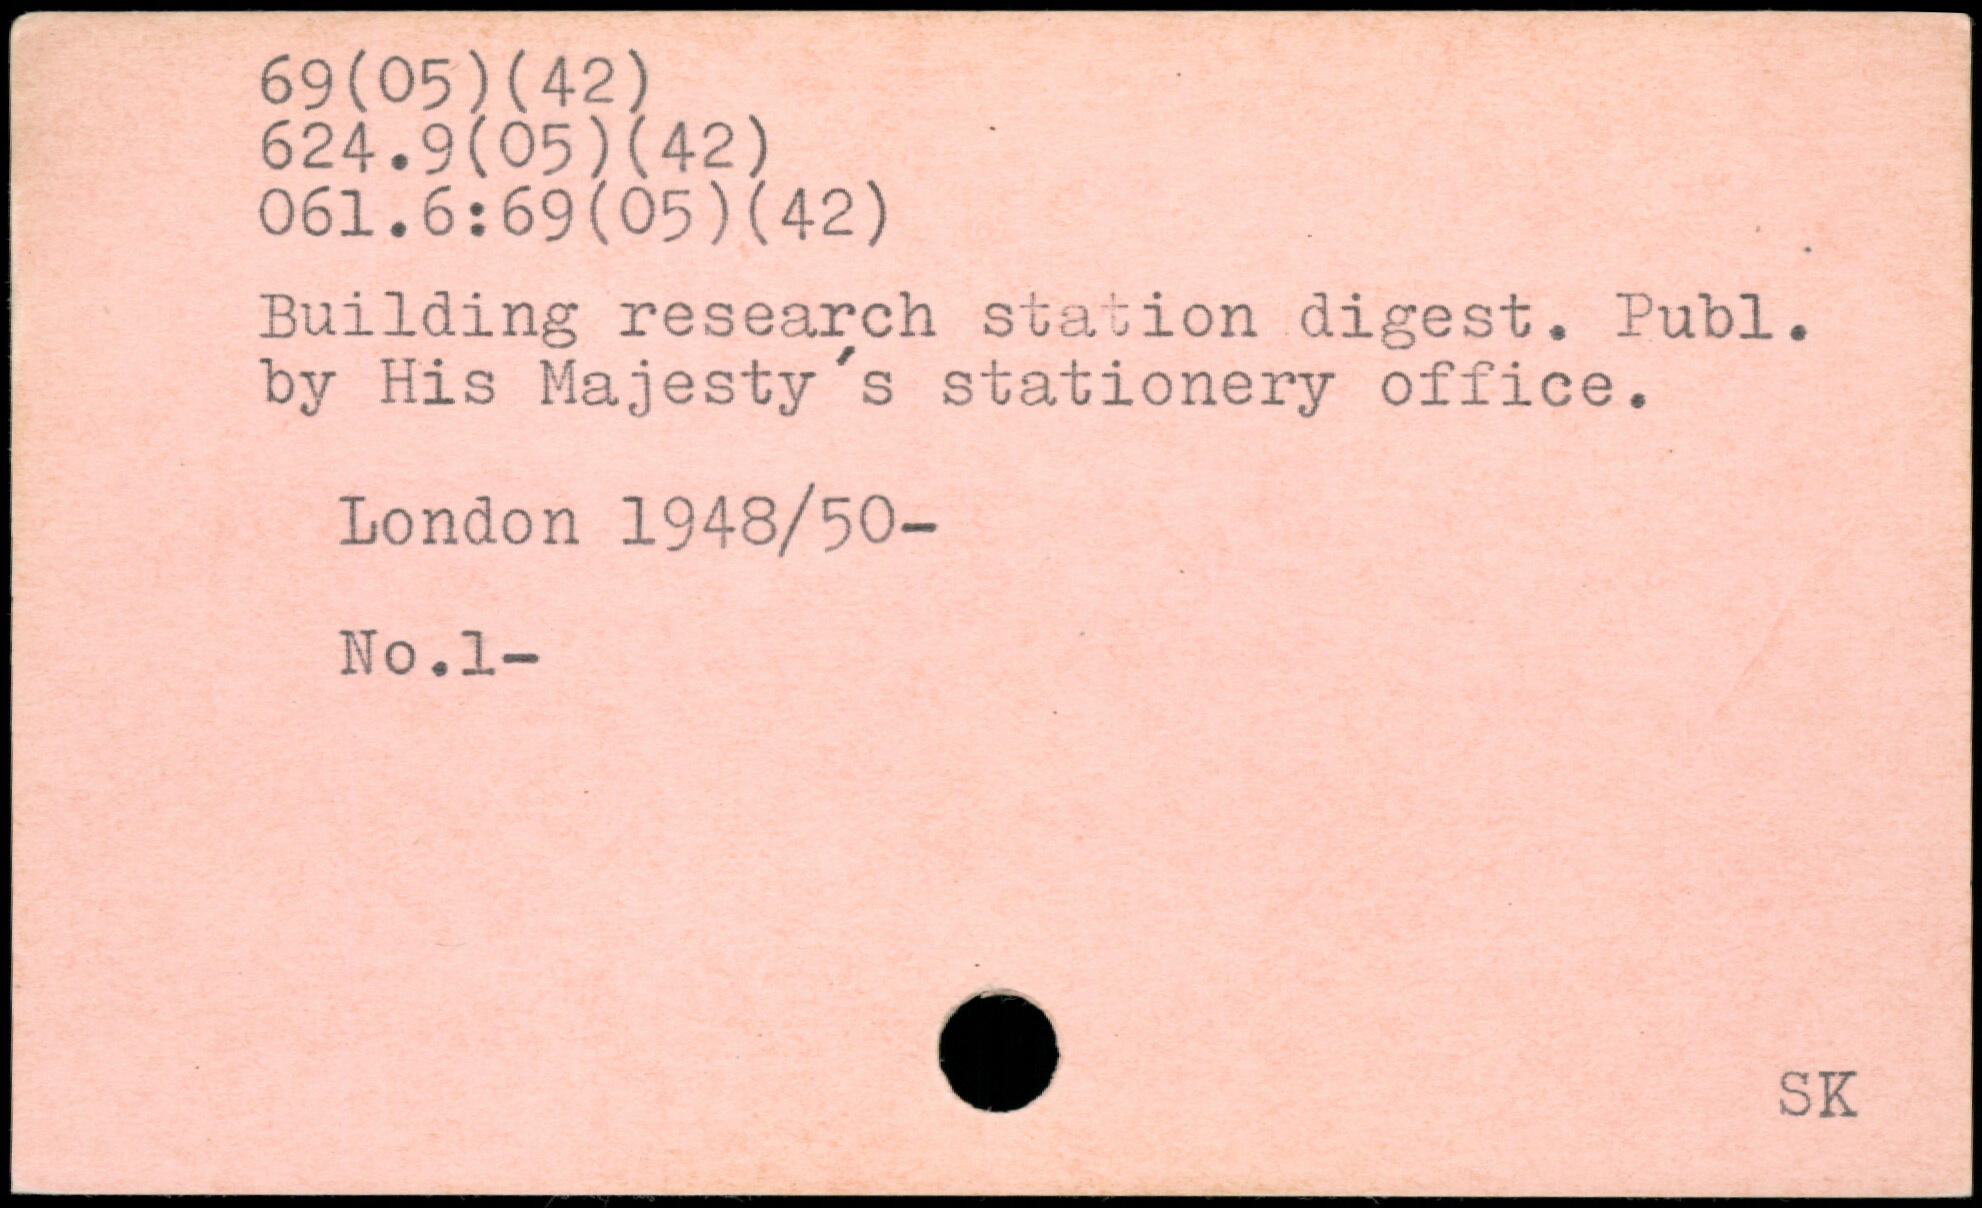 69(05)(42)
624.9(05)(42)
061.6:69(05)(42)
Building research station digest. Publ.
by His Majesty's stationery office.
London 1948/50-
No.1-
SK